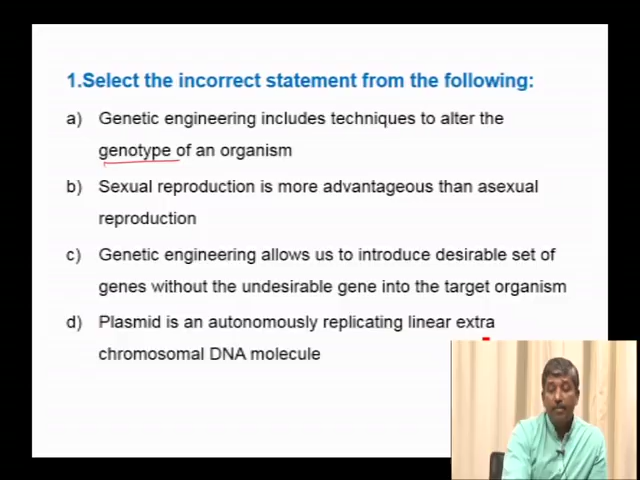 1.Select the incorrect statement from the following:
a) Genetic engineering includes techniques to alter the
genotype of an organism
b) Sexual reproduction is more advantageous than asexual
reproduction
c) Genetic engineering allows us to introduce desirable set of
genes without the undesirable gene into the target organism
d) Plasmid is an autonomously replicating linear extra
chromosomal DNA molecule